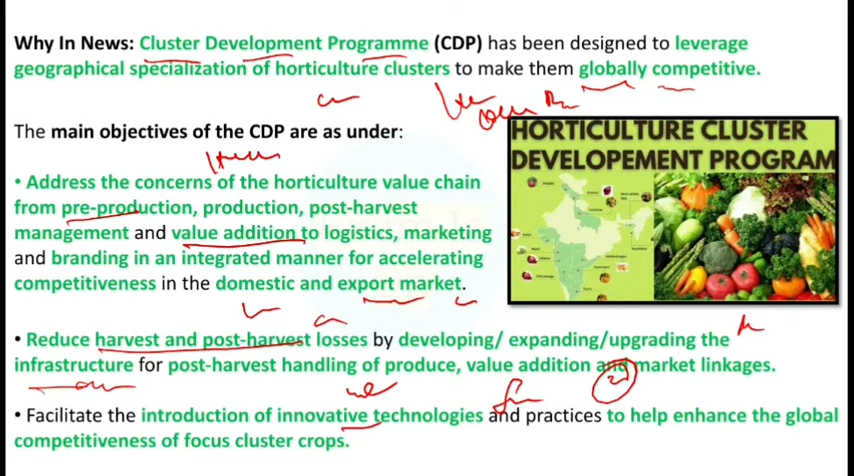 Why In News: Cluster Development Programme (CDP) has been designed to leverage
geographical specialization of horticulture clusters to make them globally competitive.
The main objectives of the CDP are as under:
• Address the concerns of the horticulture value chain
from pre-production, production, post-harvest
management and value addition to logistics, marketing
and branding in an integrated manner for accelerating
competitiveness in the domestic and export market.
HORTICULTURE CLUSTER
DEVELOPEMENT PROGRAM
• Reduce harvest and post-harvest losses by developing/ expanding/upgrading the
infrastructure for post-harvest handling of produce, value addition and market linkages.
• Facilitate the introduction of innovative technologies and practices to help enhance the global
competitiveness of focus cluster crops.